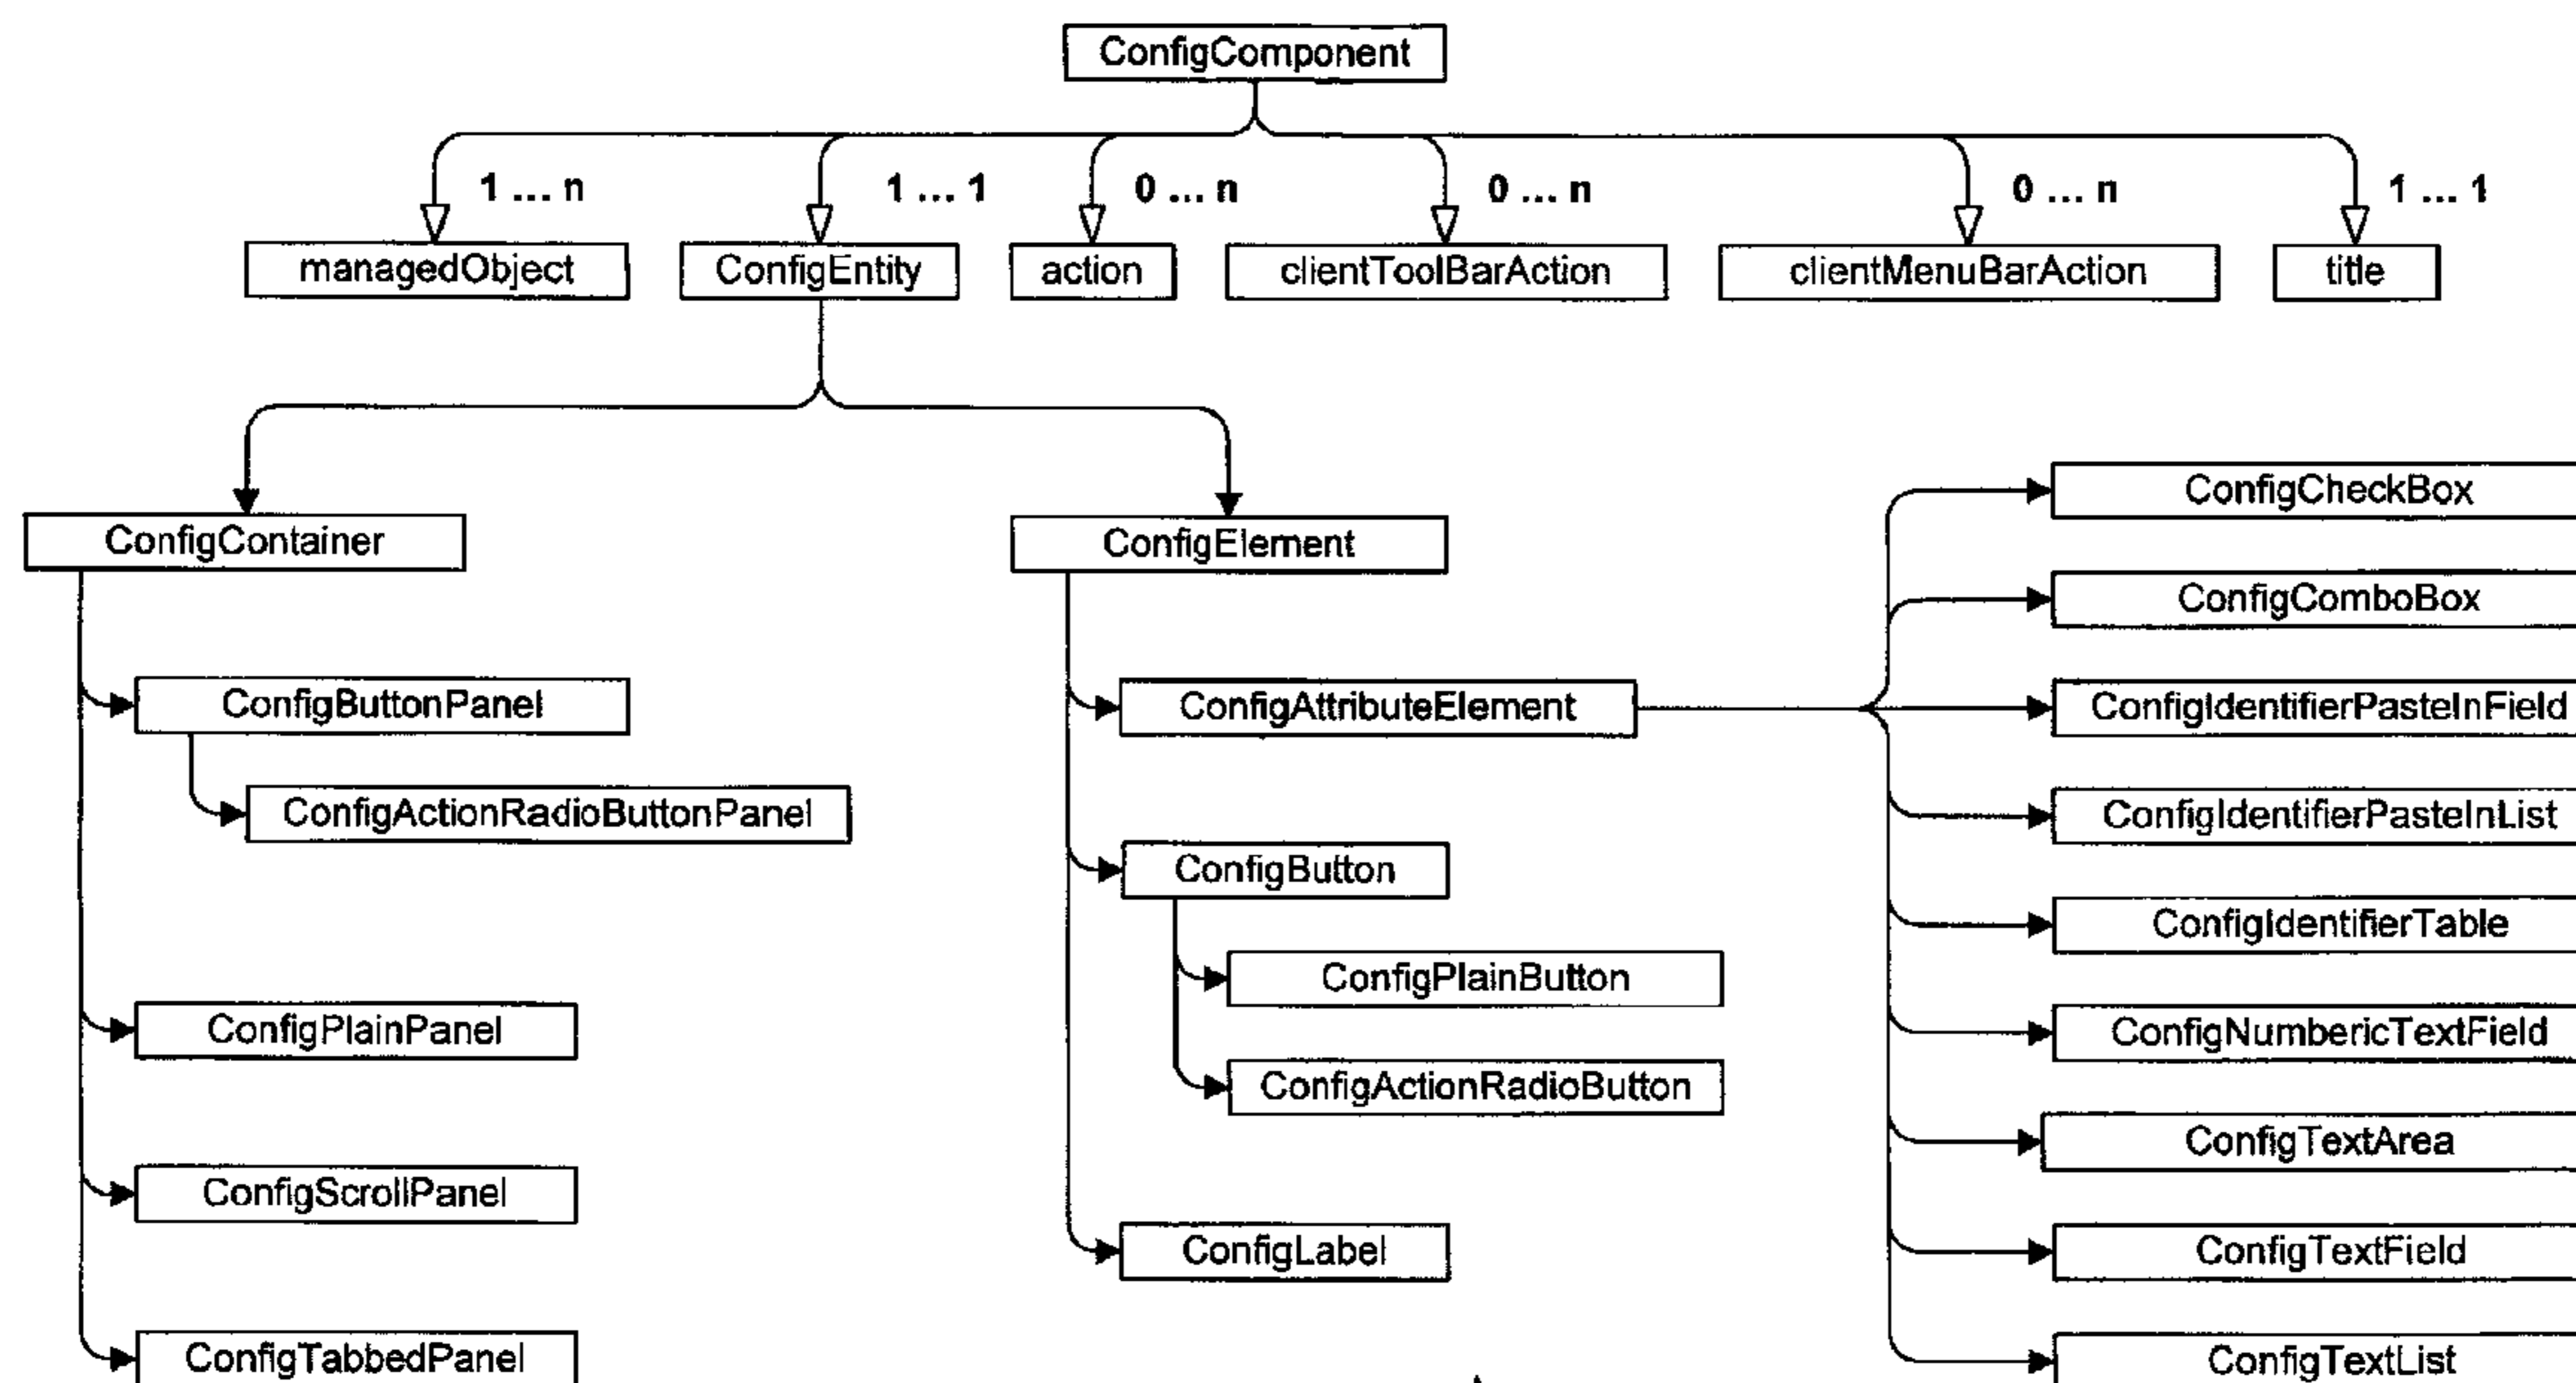 ConfigComponent
1 ... n
1 ... 1
0 ... n
0 ... n
0 ... n
1 ... 1
managedObject
ConfigEntity
action
clientToolBarAction
clientMenuBarAction
title
ConfigContainer
ConfigButtonPanel
ConfigActionRadioButtonPanel
ConfigPlainPanel
ConfigScrollPanel
ConfigTabbedPanel
ConfigElement
ConfigAttributeElement
ConfigButton
ConfigPlainButton
ConfigActionRadioButton
ConfigLabel
ConfigCheckBox
ConfigComboBox
ConfigIdentifierPasteInField
ConfigIdentifierPasteInList
ConfigIdentifierTable
ConfigNumbericTextField
ConfigTextArea
ConfigTextField
ConfigTextList